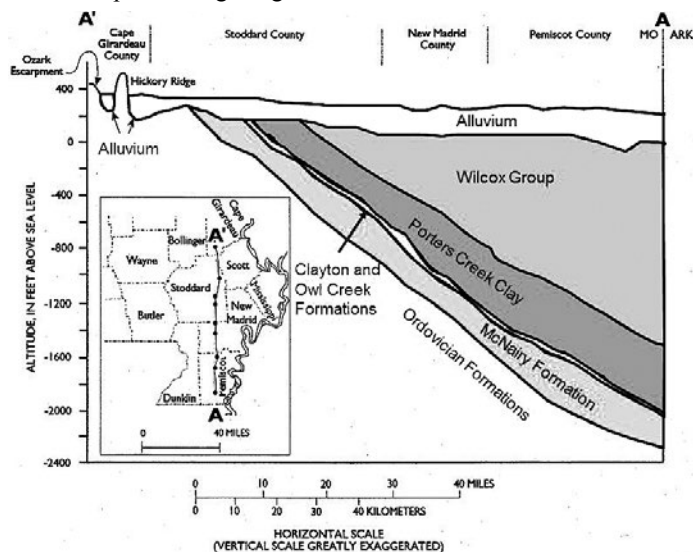 A'
Cape
Girardeau
County
Stoddard County
New Madrid
County
Pemiscot County
MO
A
ARK
Ozark
Escarpment
Hickory Ridge
Alluvium
Alluvium
Wilcox Group
Porters Creek Clay
Clayton and
Owl Creek
Formations
McNairy Formation
Ordovician Formations
ALTITUDE, IN FEET ABOVE SEA LEVEL
400
0
-400
-800
-1200
-1600
-2000
-2400
Cape
Girardeau
A'
Bollinger
Wayne
Scott
Stoddard
Mississippi
Butler
New
Madrid
Pemiscot
Dunklin
A
0 40 MILES
0 10 20 30 40 MILES
0 10 20 30 40 KILOMETERS
HORIZONTAL SCALE
(VERTICAL SCALE GREATLY EXAGGERATED)